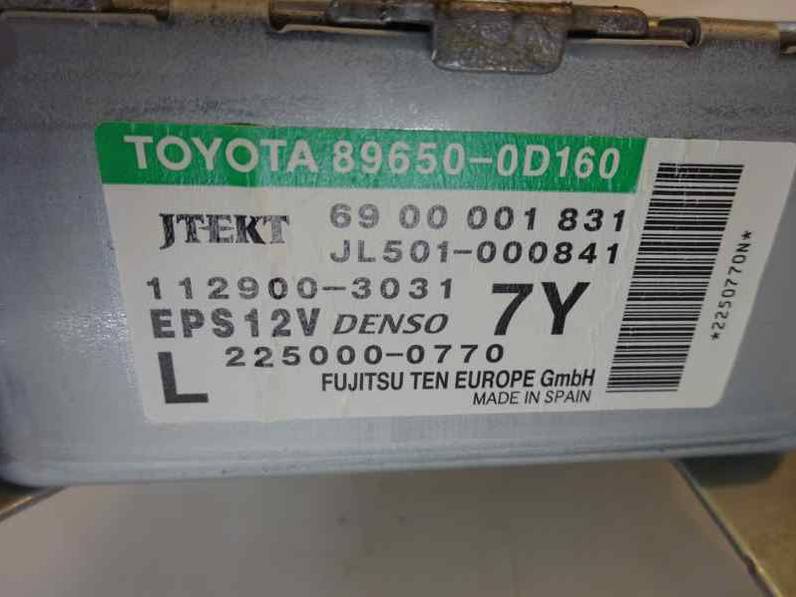 TOYOTA 89650-0D160
JTEKT 69 00 001 831
JL501-000841
112900-3031
7Y
EPS12V DENSO
L 225000-0770
FUJITSU TEN EUROPE GmbH
MADE IN SPAIN
*2250770N*